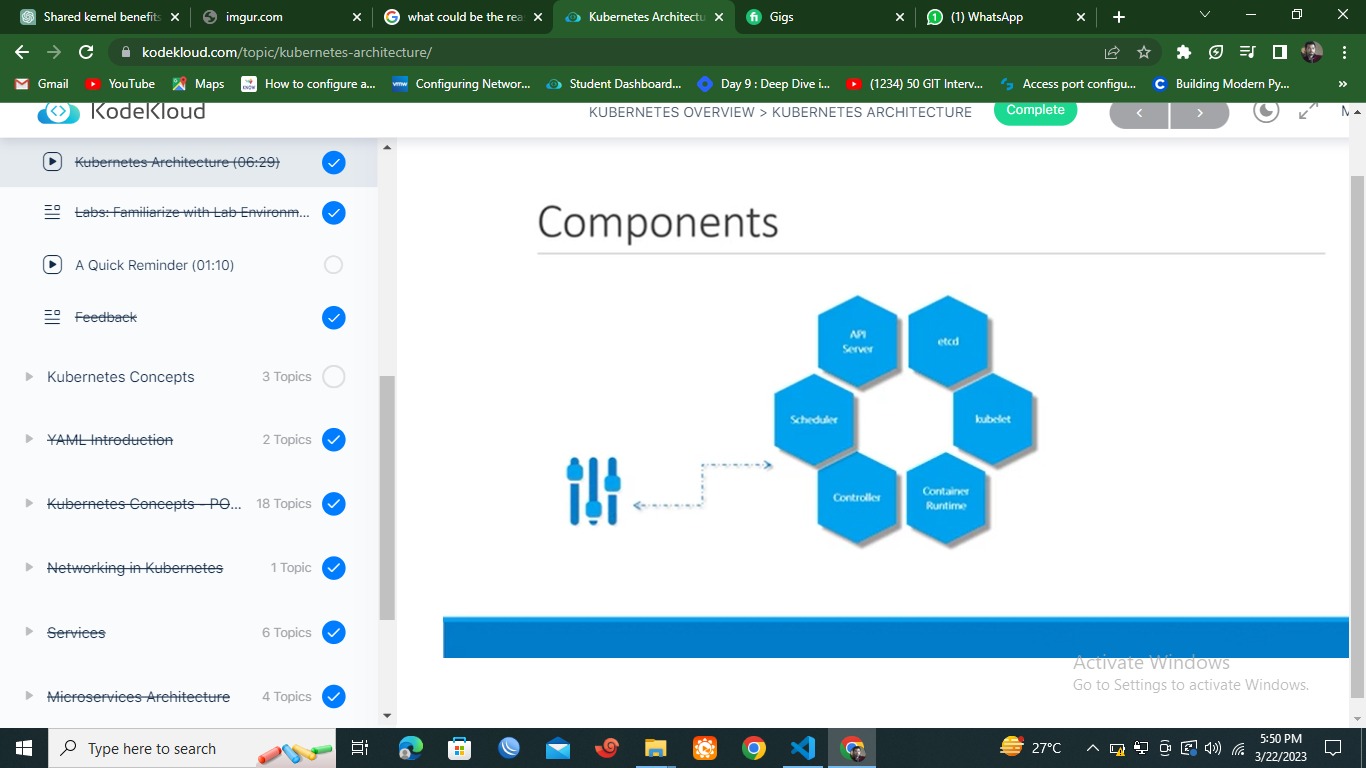 Shared kernel benefits
imgur.com
what could be the rea
Kubernetes Architectu
Gigs
(1) WhatsApp
kodekloud.com/topic/kubernetes-architecture/
Gmail
YouTube
Maps
How to configure a...
Configuring Networ...
Student Dashboard...
Day 9 : Deep Dive i...
(1234) 50 GIT Interv...
Access port configu...
Building Modern Py...
»
KodeKloud
KUBERNETES OVERVIEW > KUBERNETES ARCHITECTURE
Complete
Kubernetes Architecture (06:29)
Labs: Familiarize with Lab Environm...
A Quick Reminder (01:10)
Feedback
Kubernetes Concepts 3 Topics
YAML Introduction 2 Topics
Kubernetes Concepts - PO... 18 Topics
Networking in Kubernetes 1 Topic
Services 6 Topics
Microservices Architecture 4 Topics
Components
API
Server
etcd
Scheduler
kubelet
Controller
Container
Runtime
Activate Windows
Go to Settings to activate Windows.
Type here to search
27°C
5:50 PM
3/22/2023